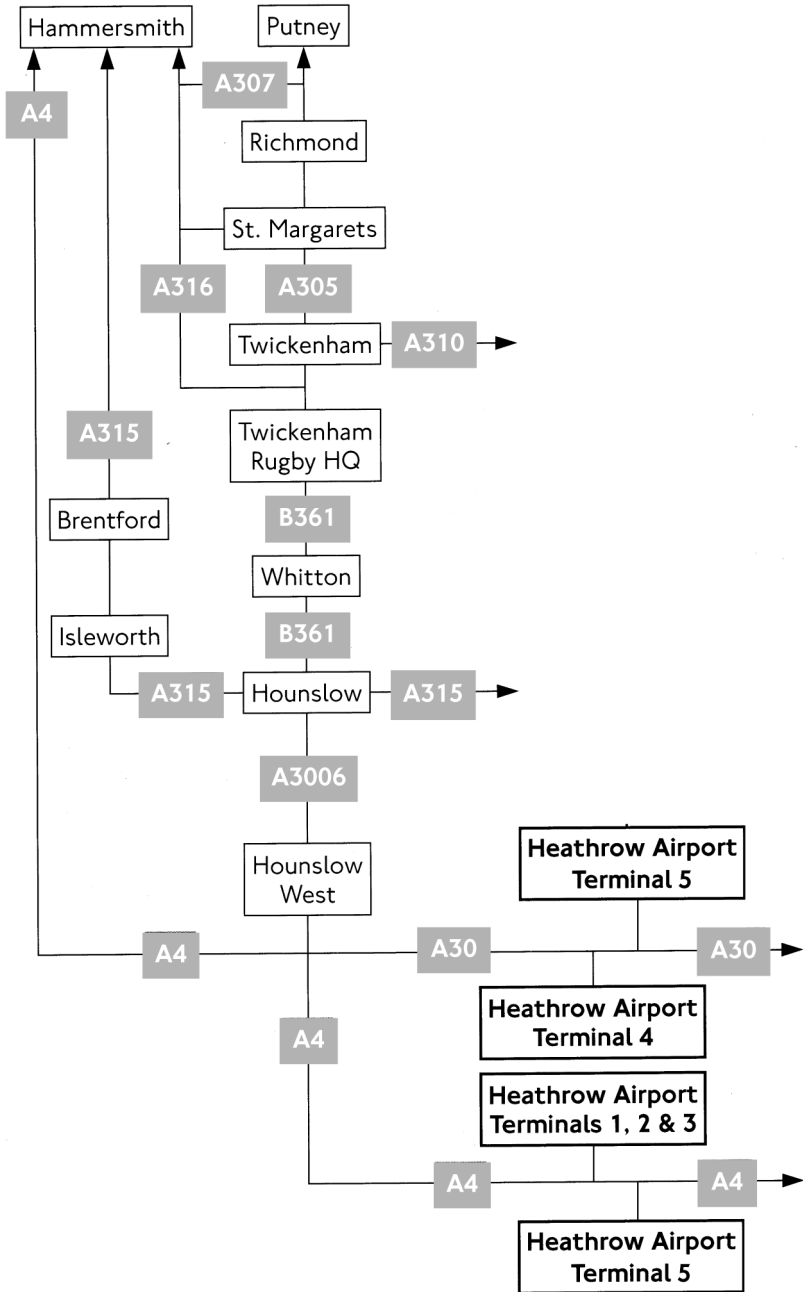 Hammersmith
Putney
A307
A4
Richmond
St. Margarets
A316
A305
Twickenham
A310
Twickenham
Rugby HQ
A315
B361
Brentford
Whitton
B361
Isleworth
A315
Hounslow
A315
A3006
Hounslow
West
Heathrow Airport
Terminal 5
A4
A30
A30
Heathrow Airport
Terminal 4
A4
Heathrow Airport
Terminals 1, 2 & 3
A4
A4
Heathrow Airport
Terminal 5